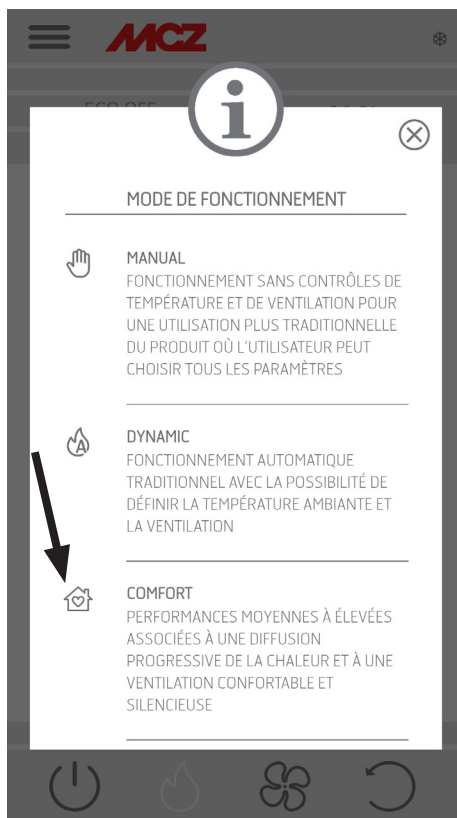 MCZ
MODE DE FONCTIONNEMENT
MANUAL
FONCTIONNEMENT SANS CONTRÔLES DE
TEMPÉRATURE ET DE VENTILATION POUR
UNE UTILISATION PLUS TRADITIONNELLE
DU PRODUIT OÙ L'UTILISATEUR PEUT
CHOISIR TOUS LES PARAMÈTRES
DYNAMIC
FONCTIONNEMENT AUTOMATIQUE
TRADITIONNEL AVEC LA POSSIBILITÉ DE
DÉFINIR LA TEMPÉRATURE AMBIANTE ET
LA VENTILATION
COMFORT
PERFORMANCES MOYENNES À ÉLEVÉES
ASSOCIÉES À UNE DIFFUSION
PROGRESSIVE DE LA CHALEUR ET À UNE
VENTILATION CONFORTABLE ET
SILENCIEUSE